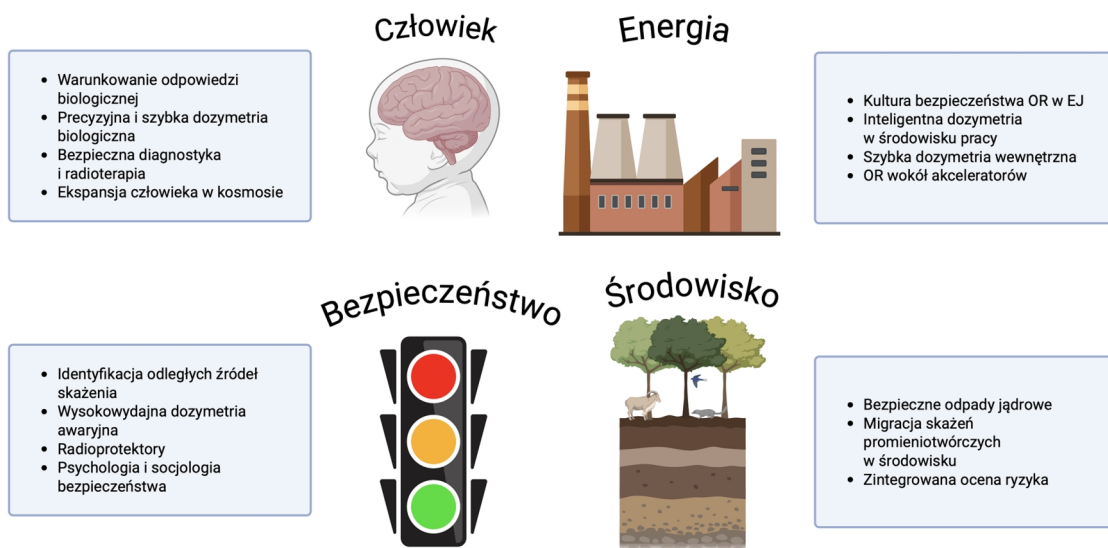 Człowiek
• Warunkowanie odpowiedzi
biologicznej
• Precyzyjna i szybka dozymetria
biologiczna
• Bezpieczna diagnostyka
i radioterapia
• Ekspansja człowieka w kosmosie
Energia
• Kultura bezpieczeństwa OR w EJ
• Inteligentna dozymetria
w środowisku pracy
• Szybka dozymetria wewnętrzna
• OR wokół akceleratorów
Bezpieczeństwo
• Identyfikacja odległych źródeł
skażenia
• Wysokowydajna dozymetria
awaryjna
• Radioprotektory
• Psychologia i socjologia
bezpieczeństwa
Środowisko
• Bezpieczne odpady jądrowe
• Migracja skażeń
promieniotwórczych
w środowisku
• Zintegrowana ocena ryzyka